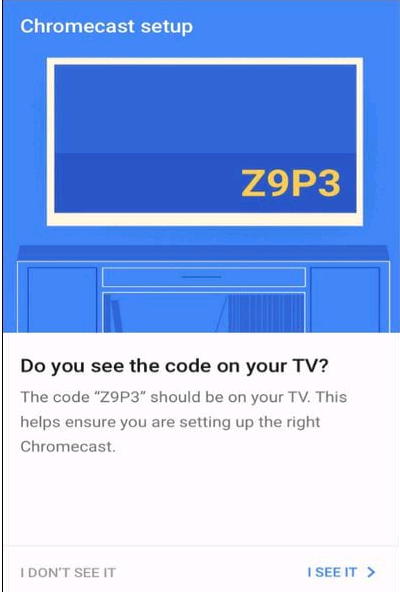 Chromecast setup
Z9P3
Do you see the code on your TV?
The code “Z9P3” should be on your TV. This
helps ensure you are setting up the right
Chromecast.
I DON'T SEE IT
I SEE IT